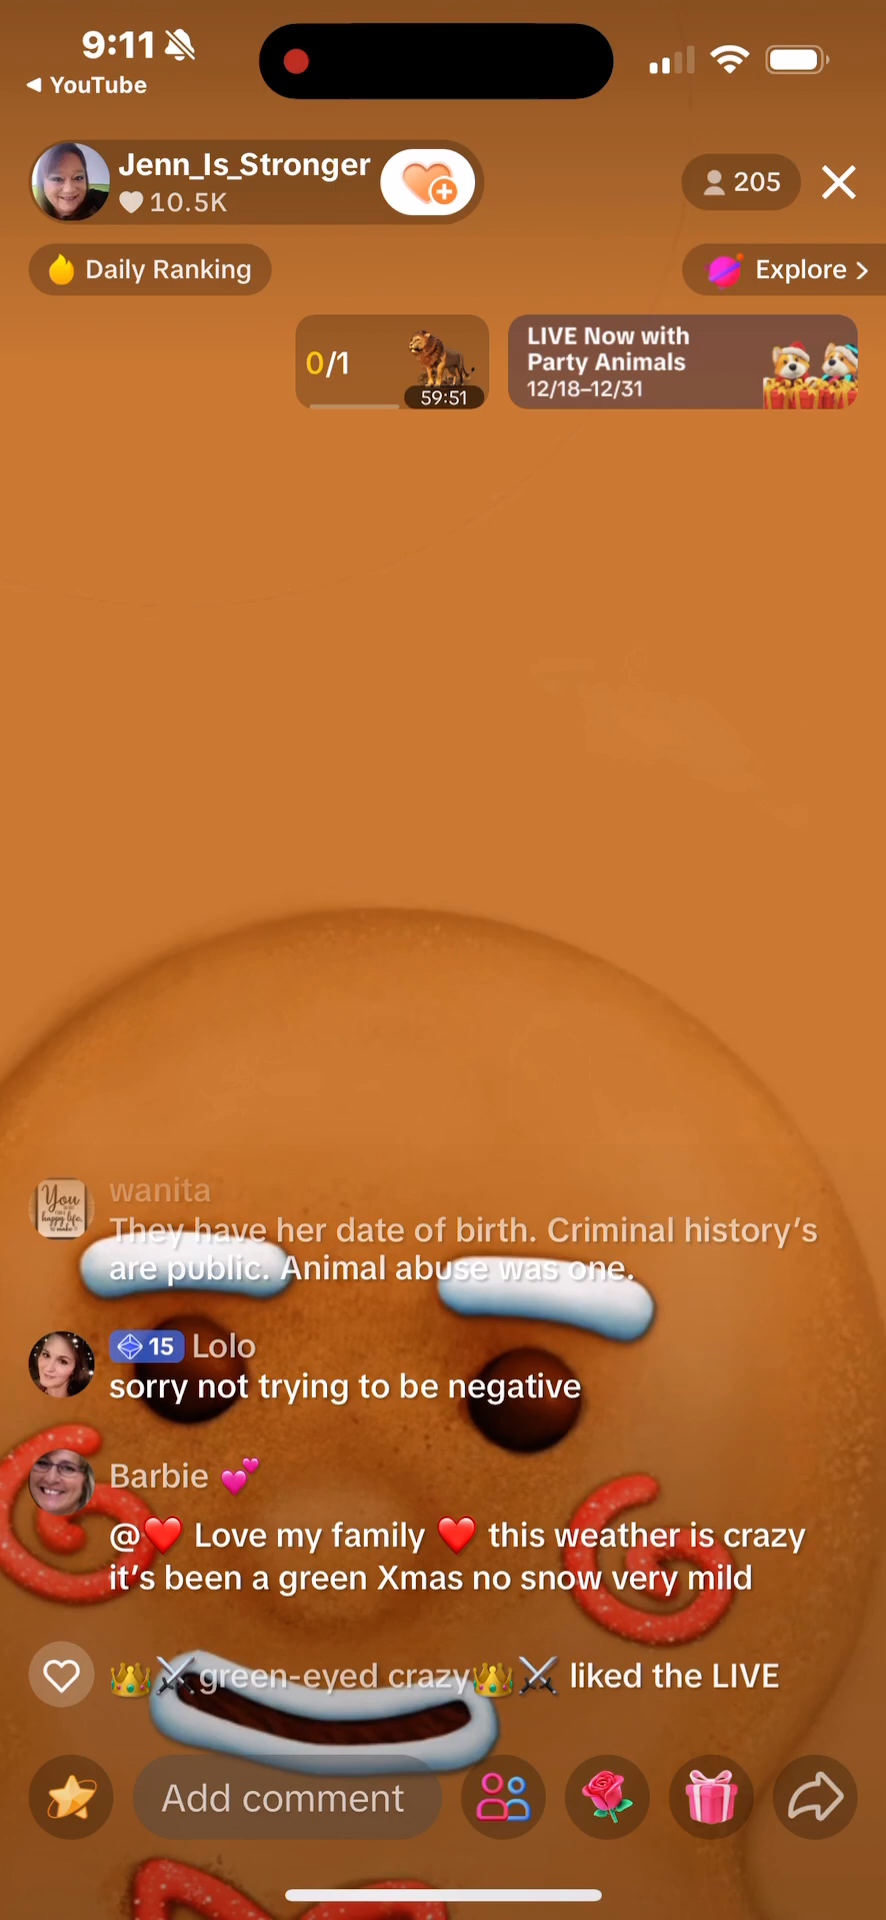 9:11
YouTube
Jenn_Is_Stronger
10.5K
205
Daily Ranking
Explore >
0/1
59:51
LIVE Now with
Party Animals
12/18–12/31
You
happy life,
wanita
They have her date of birth. Criminal history’s
are public. Animal abuse was one.
15 Lolo
sorry not trying to be negative
Barbie 💕
@❤️ Love my family ❤️ this weather is crazy
it’s been a green Xmas no snow very mild
👑⚔️green-eyed crazy👑⚔️ liked the LIVE
Add comment